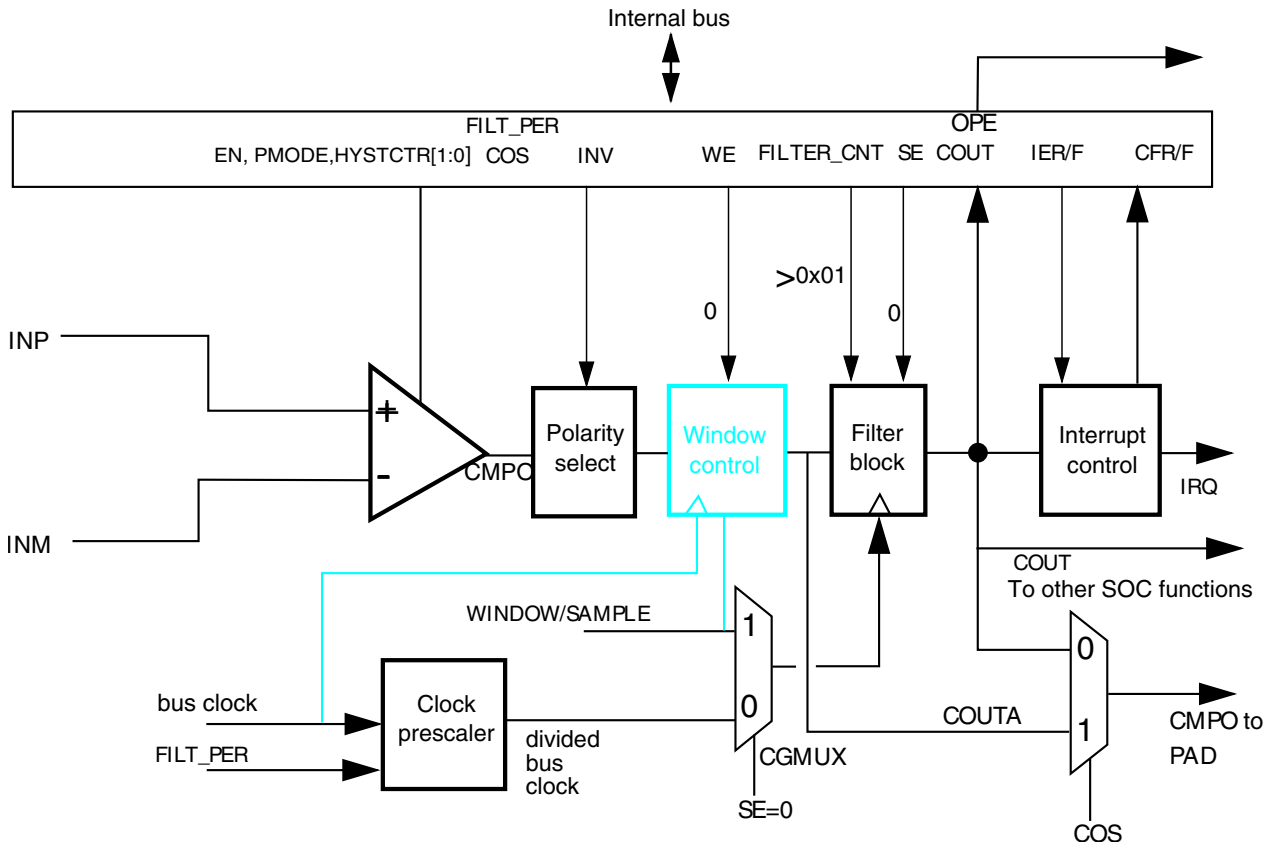 Internal bus
FILT_PER
OPE
EN, PMODE,HYSTCTR[1:0] COS INV WE FILTER_CNT SE COUT IER/F CFR/F
>0x01
0
0
INP
+
-
INM
CMPO
Polarity
select
Window
control
Filter
block
Interrupt
control
IRQ
COUT
To other SOC functions
WINDOW/SAMPLE
1
0
bus clock
FILT_PER
Clock
prescaler
divided
bus
clock
CGMUX
SE=0
0
1
COUTA
CMPO to
PAD
COS